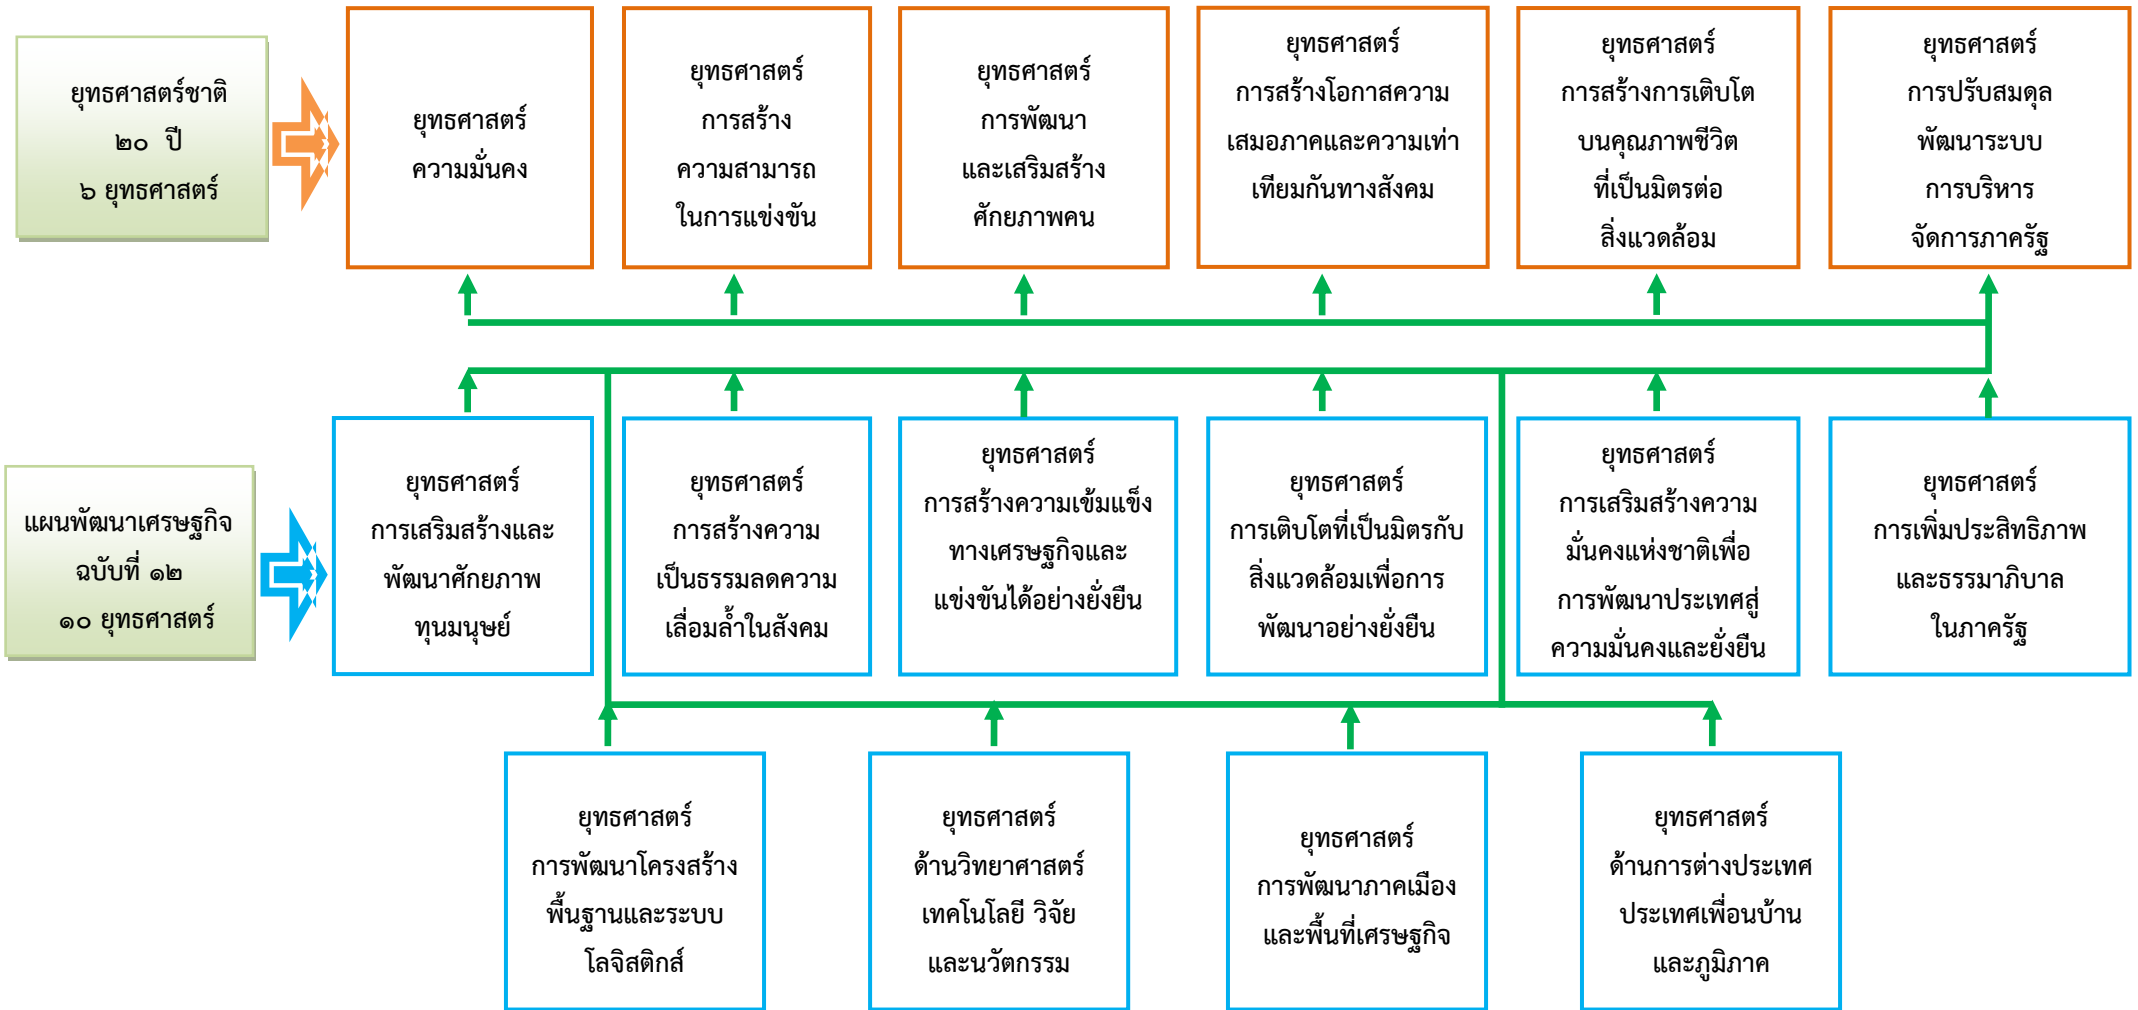 ยุทธศาสตร์ชาติ
๒๐ ปี
๖ ยุทธศาสตร์
ยุทธศาสตร์
ความมั่นคง
ยุทธศาสตร์
การสร้าง
ความสามารถ
ในการแข่งขัน
ยุทธศาสตร์
การพัฒนา
และเสริมสร้าง
ศักยภาพคน
ยุทธศาสตร์
การสร้างโอกาสความ
เสมอภาคและความเท่า
เทียมกันทางสังคม
ยุทธศาสตร์
การสร้างการเติบโต
บนคุณภาพชีวิต
ที่เป็นมิตรต่อ
สิ่งแวดล้อม
ยุทธศาสตร์
การปรับสมดุล
พัฒนาระบบ
การบริหาร
จัดการภาครัฐ
แผนพัฒนาเศรษฐกิจ
ฉบับที่ ๑๒
๑๐ ยุทธศาสตร์
ยุทธศาสตร์
การเสริมสร้างและ
พัฒนาศักยภาพ
ทุนมนุษย์
ยุทธศาสตร์
การสร้างความ
เป็นธรรมลดความ
เลื่อมล้ำในสังคม
ยุทธศาสตร์
การสร้างความเข้มแข็ง
ทางเศรษฐกิจและ
แข่งขันได้อย่างยั่งยืน
ยุทธศาสตร์
การเติบโตที่เป็นมิตรกับ
สิ่งแวดล้อมเพื่อการ
พัฒนาอย่างยั่งยืน
ยุทธศาสตร์
การเสริมสร้างความ
มั่นคงแห่งชาติเพื่อ
การพัฒนาประเทศสู่
ความมั่นคงและยั่งยืน
ยุทธศาสตร์
การเพิ่มประสิทธิภาพ
และธรรมาภิบาล
ในภาครัฐ
ยุทธศาสตร์
การพัฒนาโครงสร้าง
พื้นฐานและระบบ
โลจิสติกส์
ยุทธศาสตร์
ด้านวิทยาศาสตร์
เทคโนโลยี วิจัย
และนวัตกรรม
ยุทธศาสตร์
การพัฒนาภาคเมือง
และพื้นที่เศรษฐกิจ
ยุทธศาสตร์
ด้านการต่างประเทศ
ประเทศเพื่อนบ้าน
และภูมิภาค